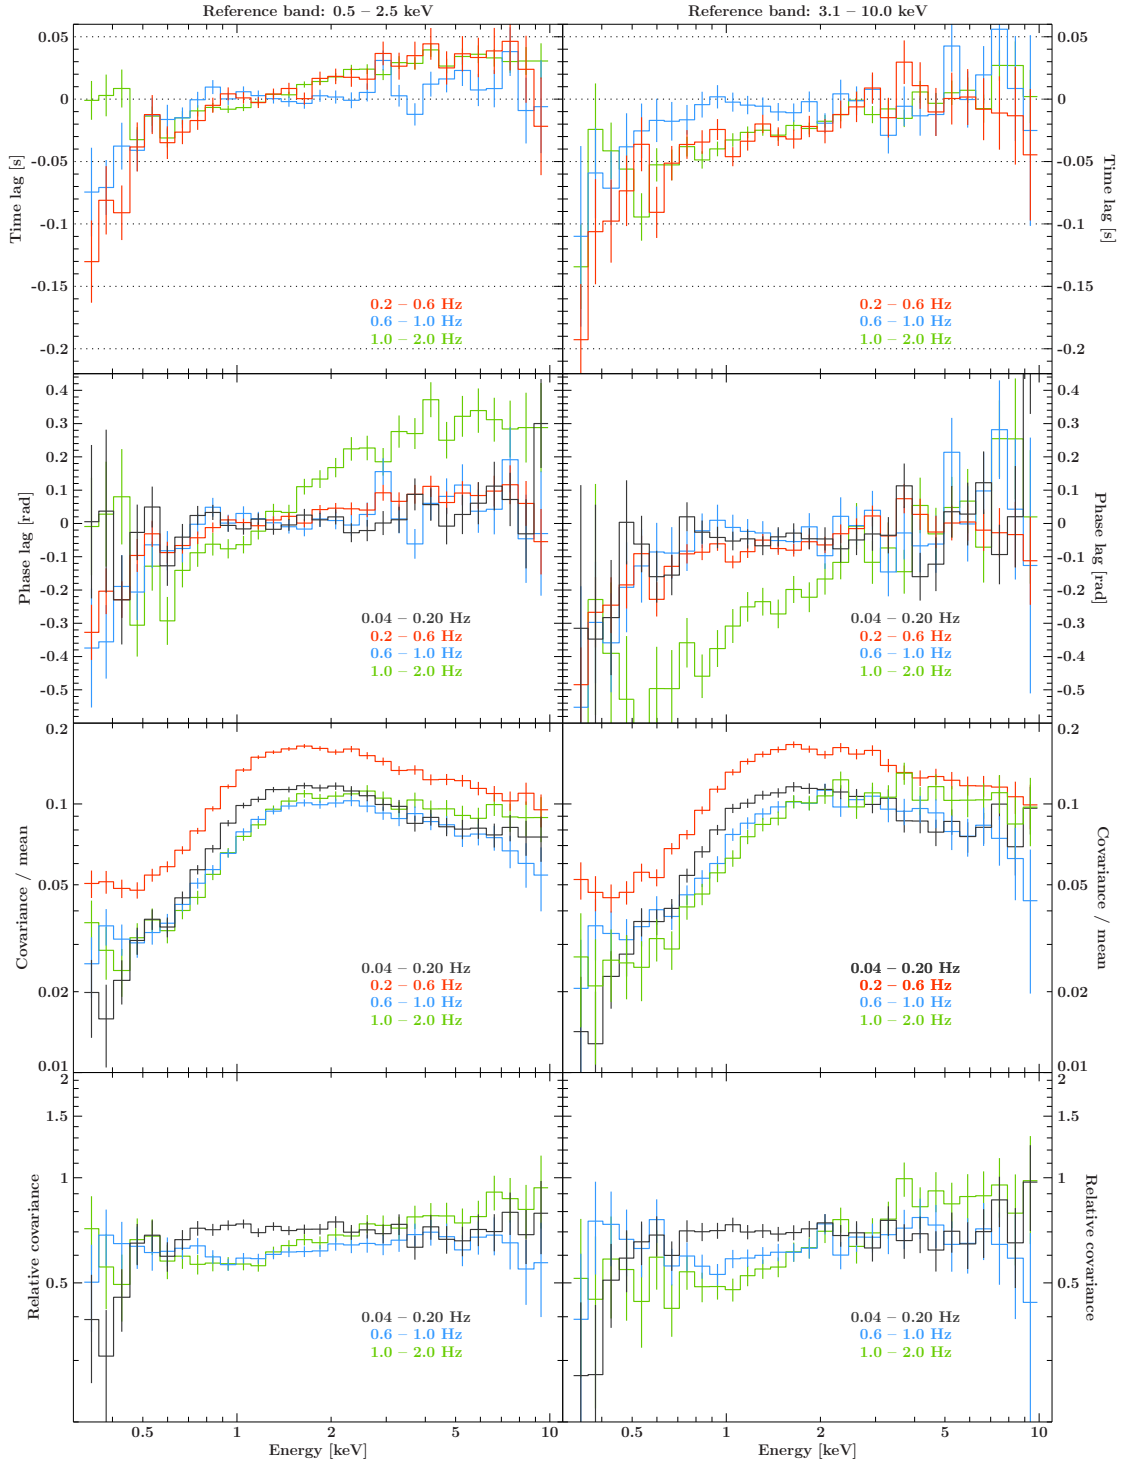 Reference band: 0.5 – 2.5 keV
Reference band: 3.1 – 10.0 keV
0.05
0
-0.05
-0.1
-0.15
-0.2
Time lag [s]
0.2 – 0.6 Hz
0.6 – 1.0 Hz
1.0 – 2.0 Hz
0.2 – 0.6 Hz
0.6 – 1.0 Hz
1.0 – 2.0 Hz
0.05
0
-0.05
-0.1
-0.15
-0.2
Time lag [s]
0.4
0.3
0.2
0.1
0
-0.1
-0.2
-0.3
-0.4
-0.5
Phase lag [rad]
0.04 – 0.20 Hz
0.2 – 0.6 Hz
0.6 – 1.0 Hz
1.0 – 2.0 Hz
0.04 – 0.20 Hz
0.2 – 0.6 Hz
0.6 – 1.0 Hz
1.0 – 2.0 Hz
0.4
0.3
0.2
0.1
0
-0.1
-0.2
-0.3
-0.4
-0.5
Phase lag [rad]
0.2
0.1
0.05
0.02
0.01
Covariance / mean
0.04 – 0.20 Hz
0.2 – 0.6 Hz
0.6 – 1.0 Hz
1.0 – 2.0 Hz
0.04 – 0.20 Hz
0.2 – 0.6 Hz
0.6 – 1.0 Hz
1.0 – 2.0 Hz
0.2
0.1
0.05
0.02
0.01
Covariance / mean
2
1.5
1
0.5
Relative covariance
0.04 – 0.20 Hz
0.6 – 1.0 Hz
1.0 – 2.0 Hz
0.04 – 0.20 Hz
0.6 – 1.0 Hz
1.0 – 2.0 Hz
2
1.5
1
0.5
Relative covariance
0.5 1 2 5 10
0.5 1 2 5 10
Energy [keV]
Energy [keV]